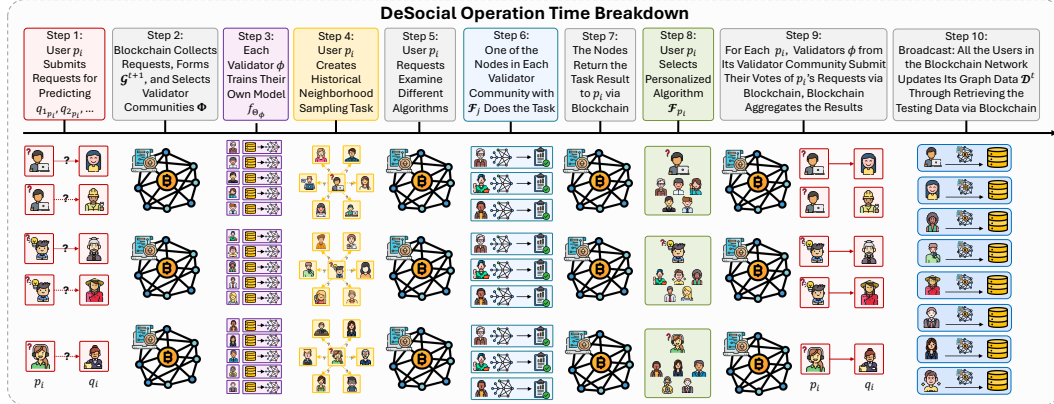 DeSocial Operation Time Breakdown
Step 1:
User 𝑝ᵢ
Submits
Requests for
Predicting
𝑞₁ₚᵢ, 𝑞₂ₚᵢ, …
Step 2:
Blockchain Collects
Requests, Forms
𝓖ᵗ⁺¹, and Selects
Validator
Communities 𝚽
Step 3:
Each
Validator 𝜙
Trains Their
Own Model
𝑓_Θ_𝜙
Step 4:
User 𝑝ᵢ
Creates
Historical
Neighborhood
Sampling Task
Step 5:
User 𝑝ᵢ
Requests
Examine
Different
Algorithms
Step 6:
One of the
Nodes in Each
Validator
Community with
𝓕ⱼ Does the Task
Step 7:
The Nodes
Return the
Task Result
to 𝑝ᵢ via
Blockchain
Step 8:
User 𝑝ᵢ
Selects
Personalized
Algorithm
𝓕ₚᵢ
Step 9:
For Each 𝑝ᵢ, Validators 𝜙 from
Its Validator Community Submit
Their Votes of 𝑝ᵢ's Requests via
Blockchain, Blockchain
Aggregates the Results
Step 10:
Broadcast: All the Users in
the Blockchain Network
Updates Its Graph Data 𝓓ᵗ
Through Retrieving the
Testing Data via Blockchain
?
?
?
?
?
𝑝ᵢ 𝑞ᵢ
𝑝ᵢ 𝑞ᵢ